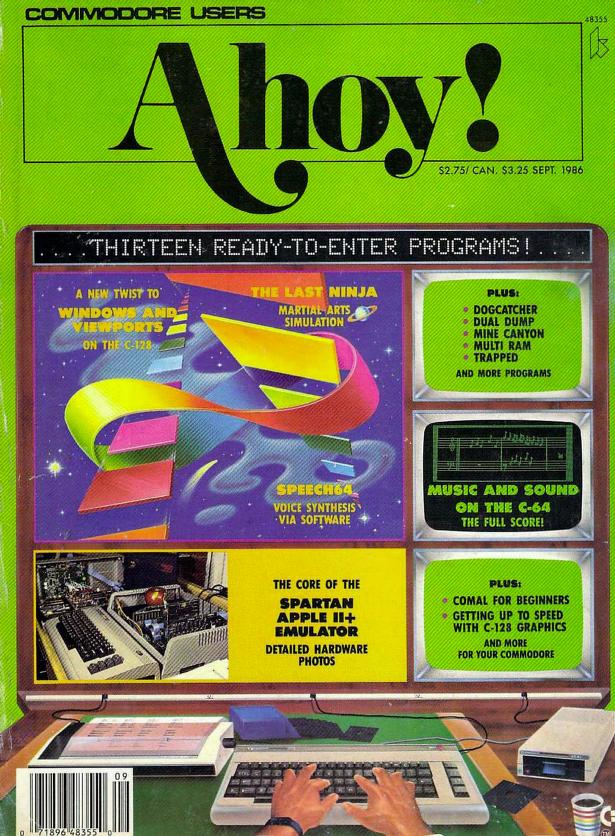 COMMODORE USERS
48355
Ahoy!
$2.75/ CAN. $3.25 SEPT. 1986
....THIRTEEN READY-TO-ENTER PROGRAMS!...
A NEW TWIST TO
WINDOWS AND
VIEWPORTS
ON THE C-128
THE LAST NINJA
MARTIAL ARTS
SIMULATION
SPEECH64
VOICE SYNTHESIS
VIA SOFTWARE
PLUS:
• DOGCATCHER
• DUAL DUMP
• MINE CANYON
• MULTI RAM
• TRAPPED
AND MORE PROGRAMS
MUSIC AND SOUND
ON THE C-64
THE FULL SCORE!
THE CORE OF THE
SPARTAN
APPLE II+
EMULATOR
DETAILED HARDWARE
PHOTOS
PLUS:
• COMAL FOR BEGINNERS
• GETTING UP TO SPEED
WITH C-128 GRAPHICS
AND MORE
FOR YOUR COMMODORE
09
0 71896 48355 0